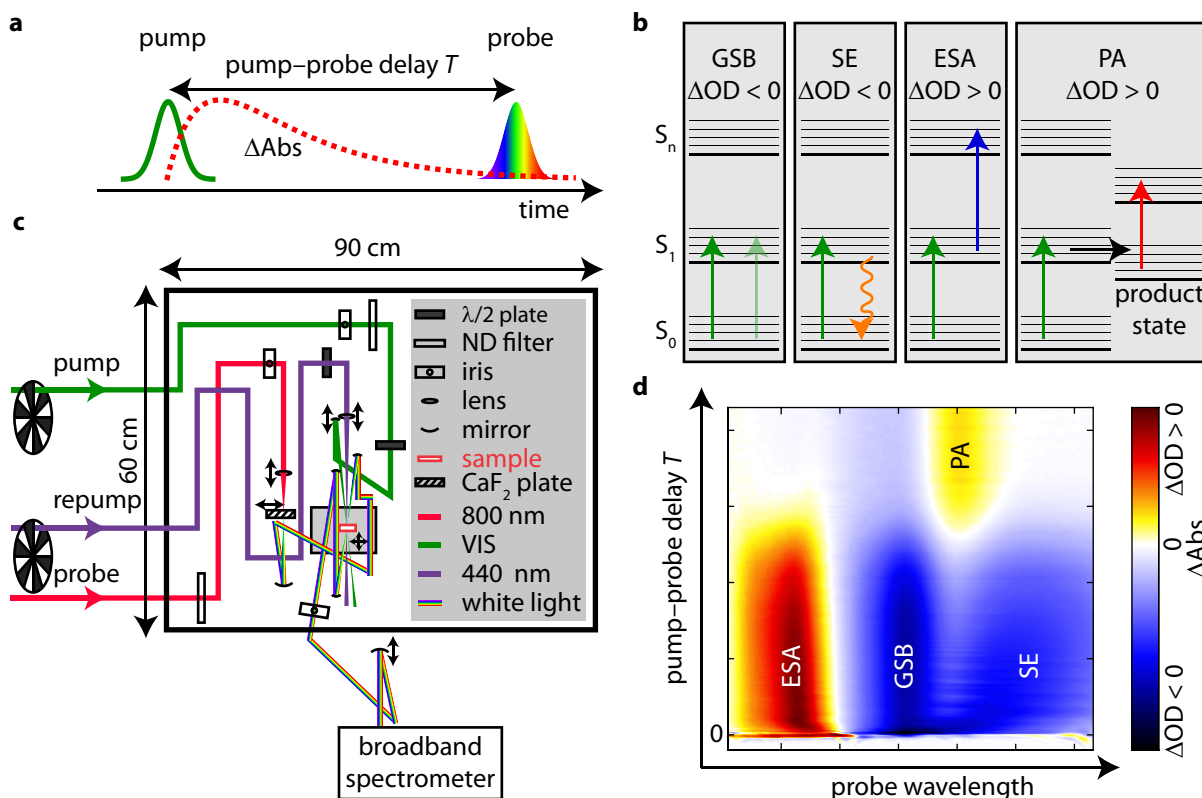 a
pump
probe
pump–probe delay T
ΔAbs
time
b
GSB
ΔOD < 0
SE
ΔOD < 0
ESA
ΔOD > 0
PA
ΔOD > 0
Sn
S1
S0
product
state
c
90 cm
60 cm
pump
repump
probe
λ/2 plate
ND filter
iris
lens
mirror
sample
CaF2 plate
800 nm
VIS
440 nm
white light
broadband
spectrometer
d
pump–probe delay T
0
ESA
GSB
PA
SE
probe wavelength
ΔOD < 0
0
ΔOD > 0
ΔAbs